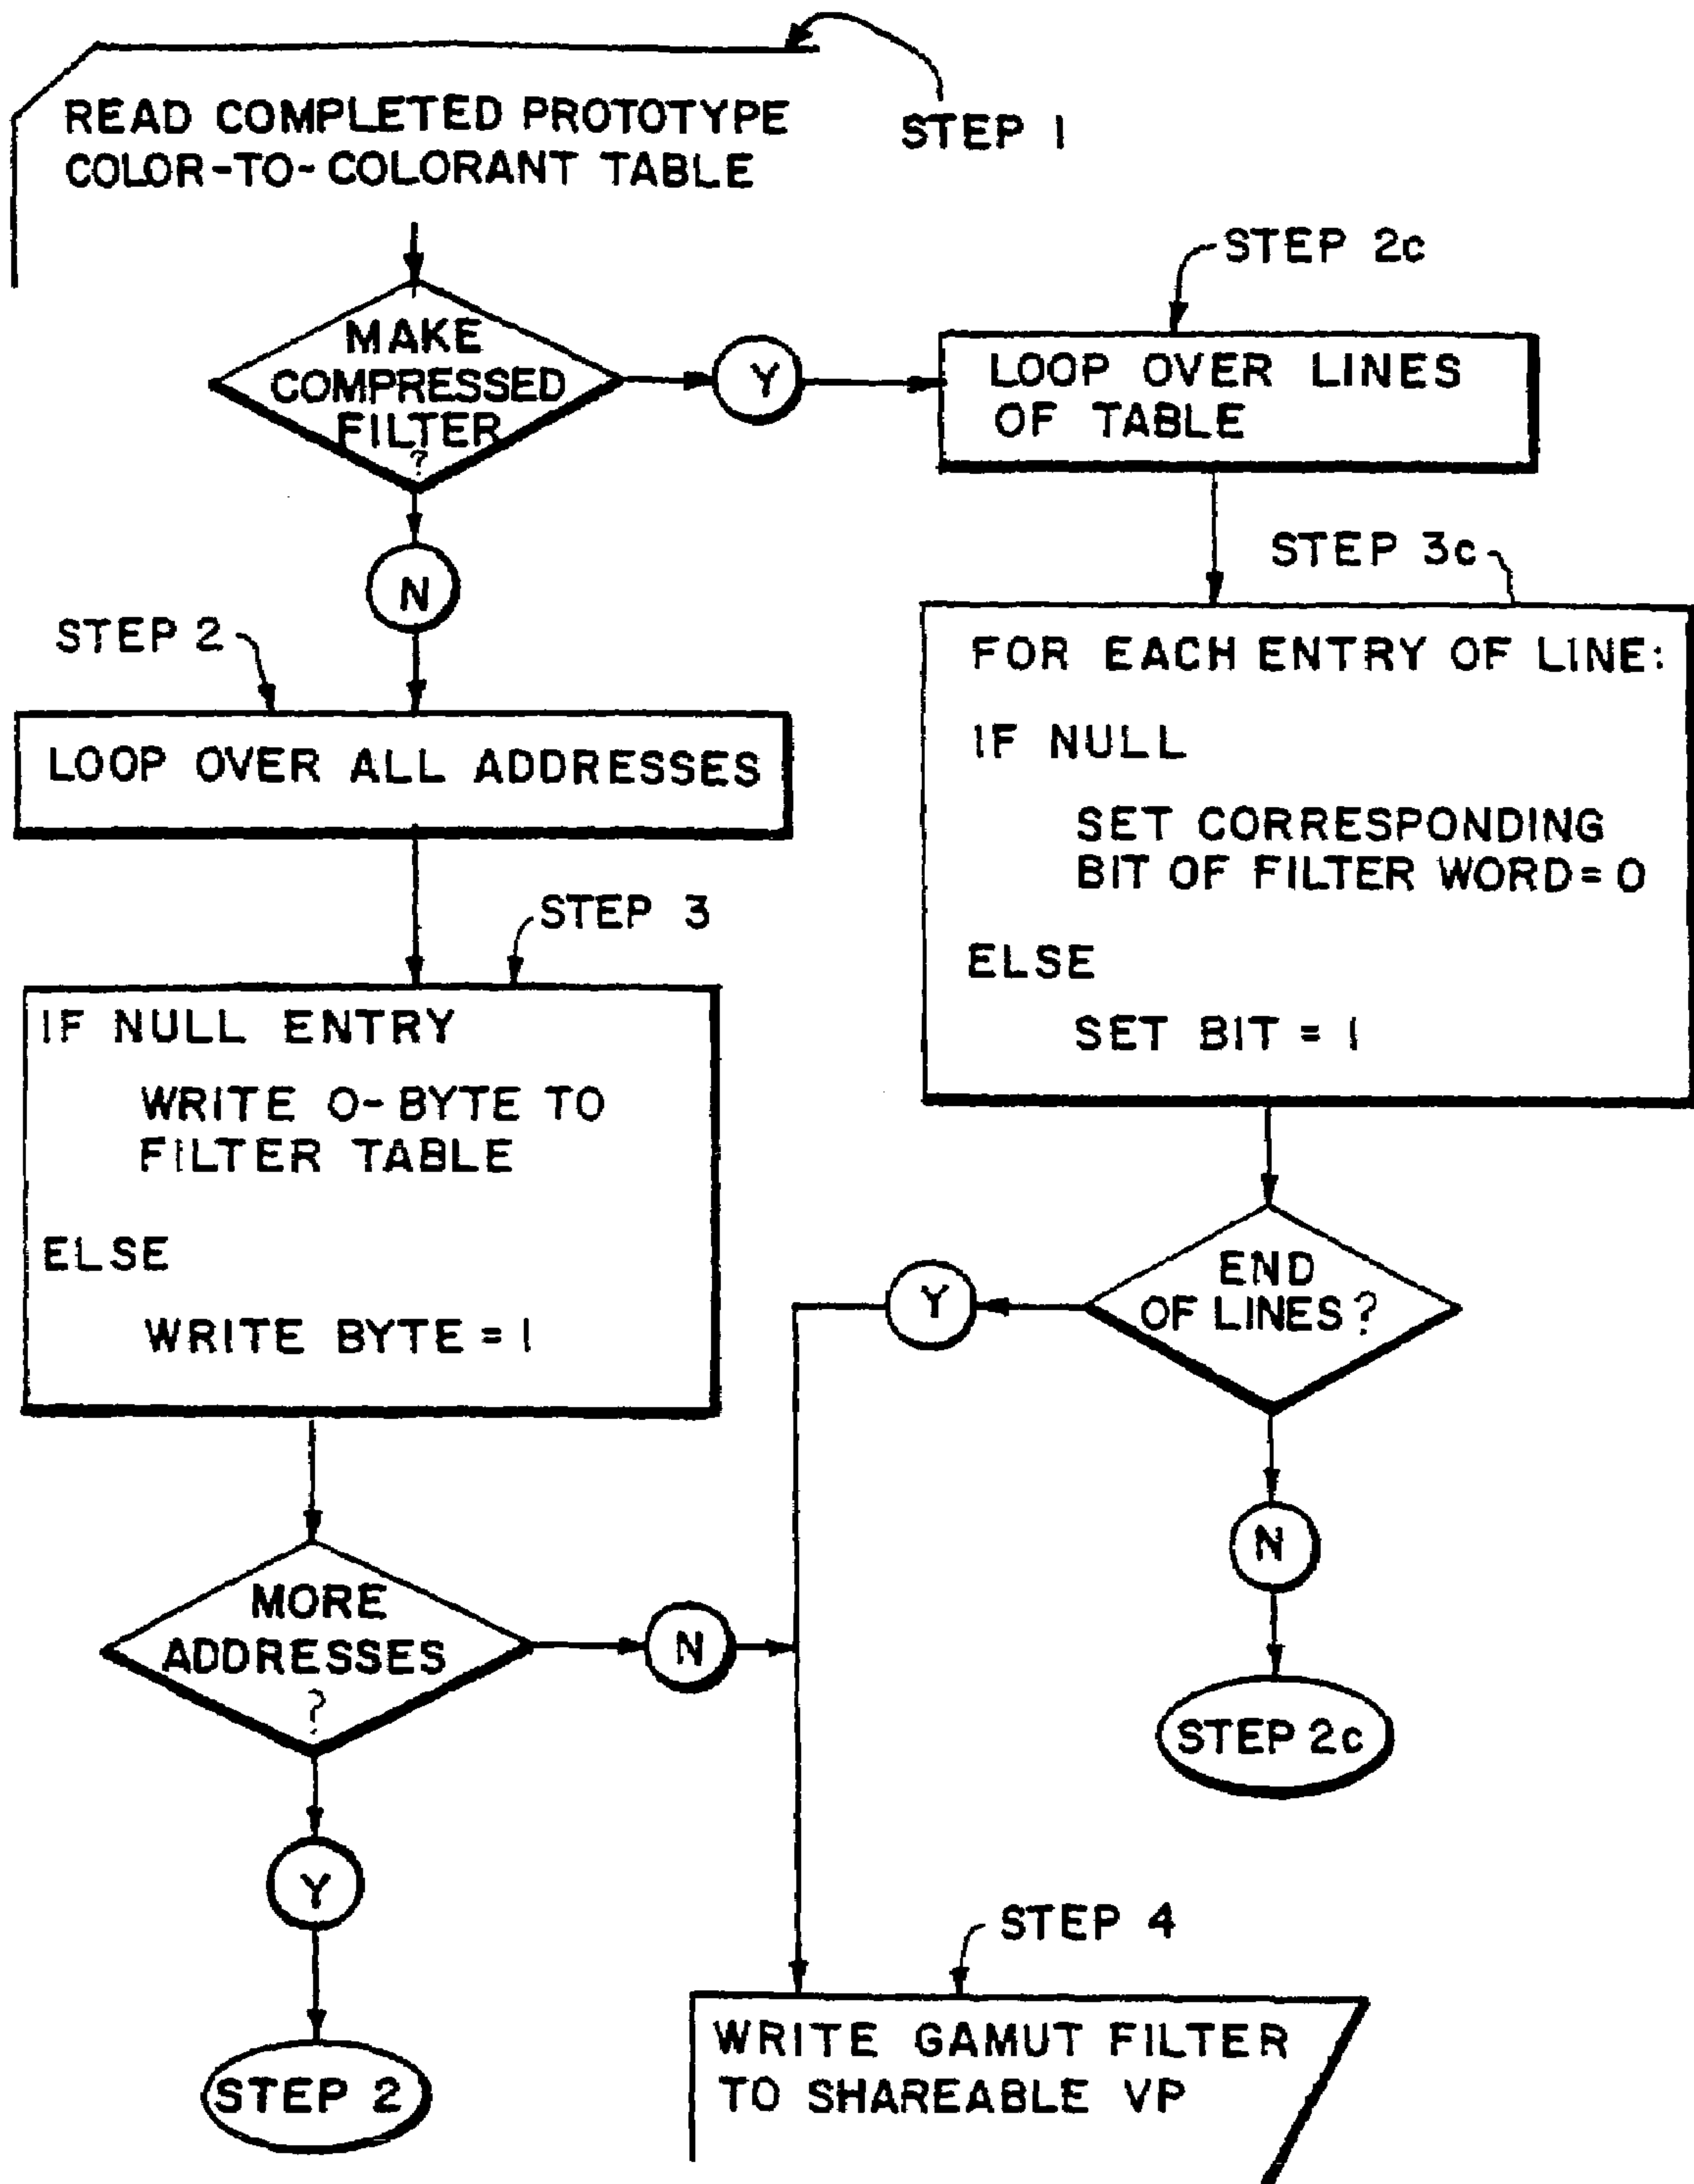 READ COMPLETED PROTOTYPE
COLOR-TO-COLORANT TABLE
STEP 1
MAKE
COMPRESSED
FILTER
?
Y
STEP 2c
LOOP OVER LINES
OF TABLE
N
STEP 3c
FOR EACH ENTRY OF LINE:
IF NULL
SET CORRESPONDING
BIT OF FILTER WORD=0
ELSE
SET BIT = 1
STEP 2
LOOP OVER ALL ADDRESSES
STEP 3
IF NULL ENTRY
WRITE 0-BYTE TO
FILTER TABLE
ELSE
WRITE BYTE = 1
END
OF LINES?
Y
N
STEP 2c
MORE
ADDRESSES
?
N
Y
STEP 2
STEP 4
WRITE GAMUT FILTER
TO SHAREABLE VP